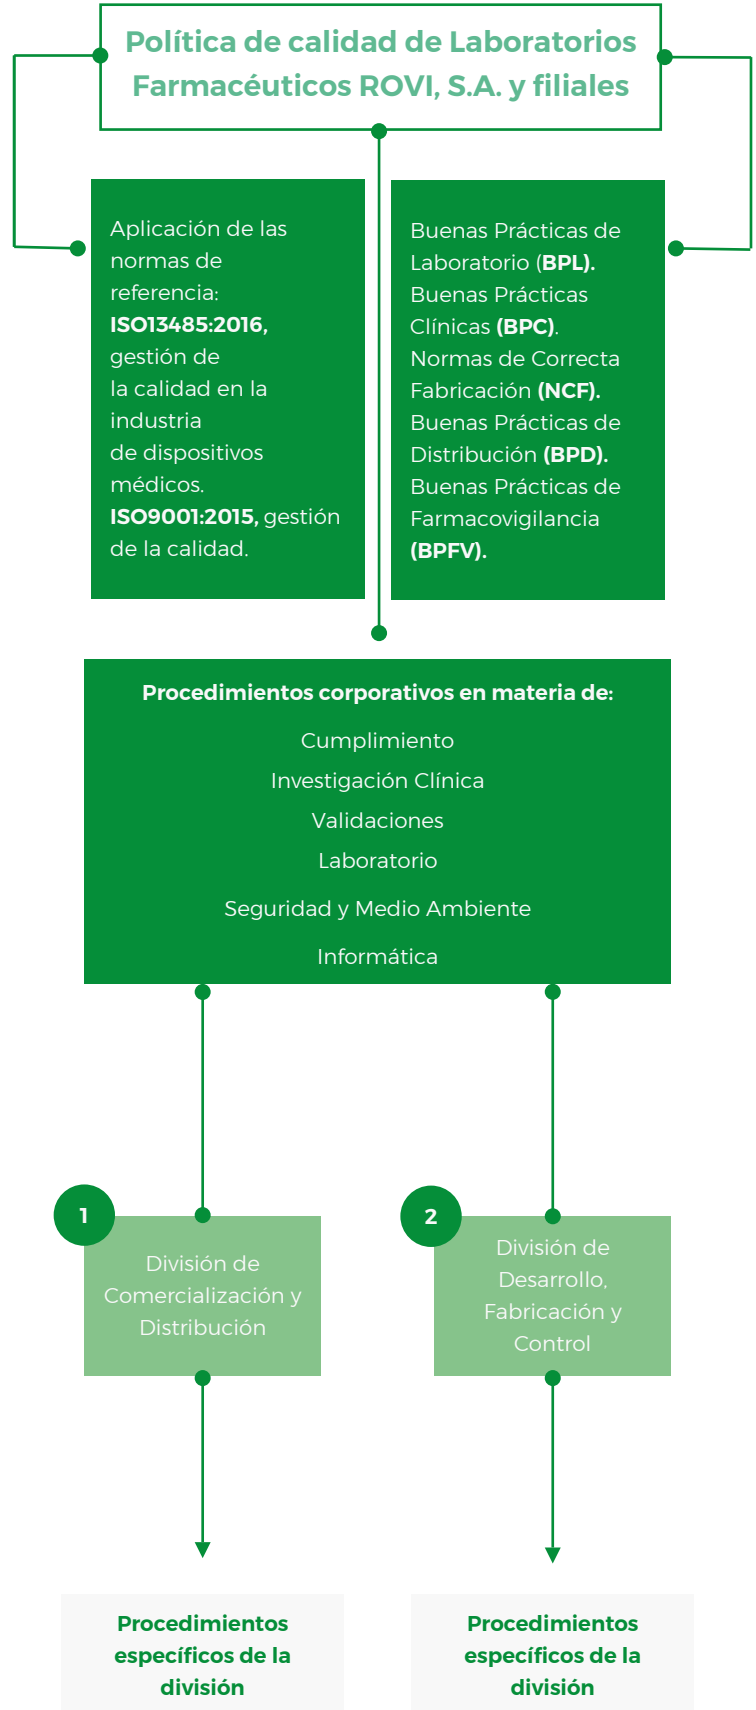 Política de calidad de Laboratorios
Farmacéuticos ROVI, S.A. y filiales
Aplicación de las
normas de
referencia:
ISO13485:2016,
gestión de
la calidad en la
industria
de dispositivos
médicos.
ISO9001:2015, gestión
de la calidad.
Buenas Prácticas de
Laboratorio (BPL).
Buenas Prácticas
Clínicas (BPC).
Normas de Correcta
Fabricación (NCF).
Buenas Prácticas de
Distribución (BPD).
Buenas Prácticas de
Farmacovigilancia
(BPFV).
Procedimientos corporativos en materia de:
Cumplimiento
Investigación Clínica
Validaciones
Laboratorio
Seguridad y Medio Ambiente
Informática
1
División de
Comercialización y
Distribución
2
División de
Desarrollo,
Fabricación y
Control
Procedimientos
específicos de la
división
Procedimientos
específicos de la
división